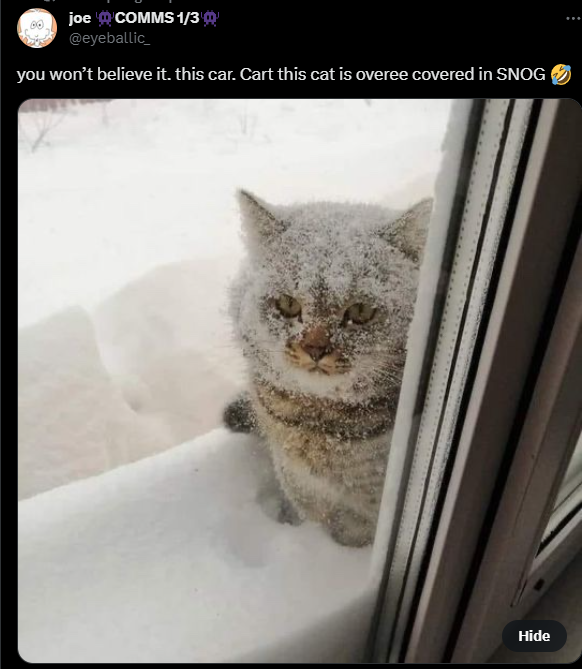 joe 👾COMMS 1/3👾
@eyeballic_
you won’t believe it. this car. Cart this cat is overee covered in SNOG 🤣
Hide